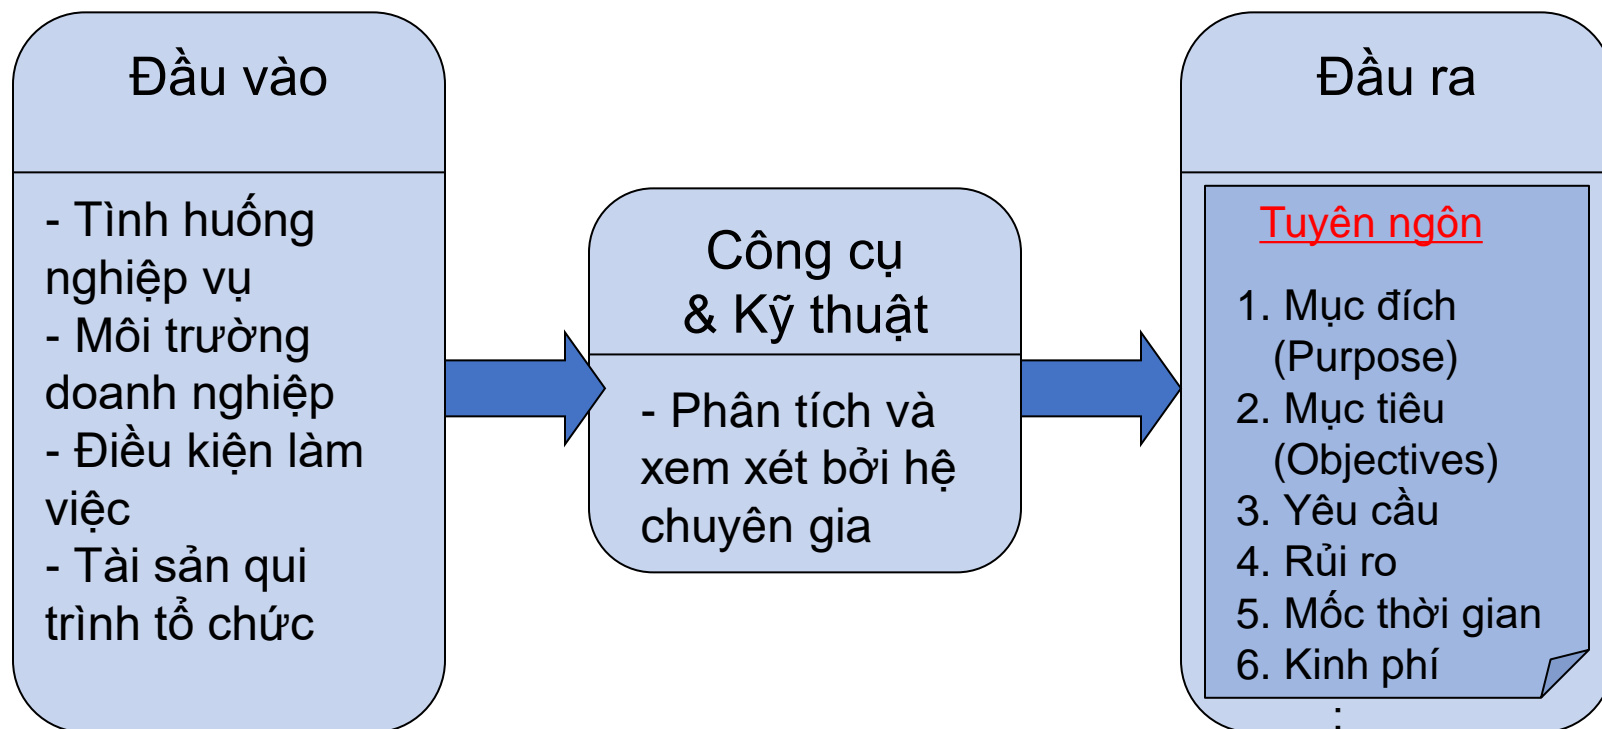 Đầu vào
- Tình huống
nghiệp vụ
- Môi trường
doanh nghiệp
- Điều kiện làm
việc
- Tài sản qui
trình tổ chức
Công cụ
& Kỹ thuật
- Phân tích và
xem xét bởi hệ
chuyên gia
Đầu ra
Tuyên ngôn
1. Mục đích
(Purpose)
2. Mục tiêu
(Objectives)
3. Yêu cầu
4. Rủi ro
5. Mốc thời gian
6. Kinh phí